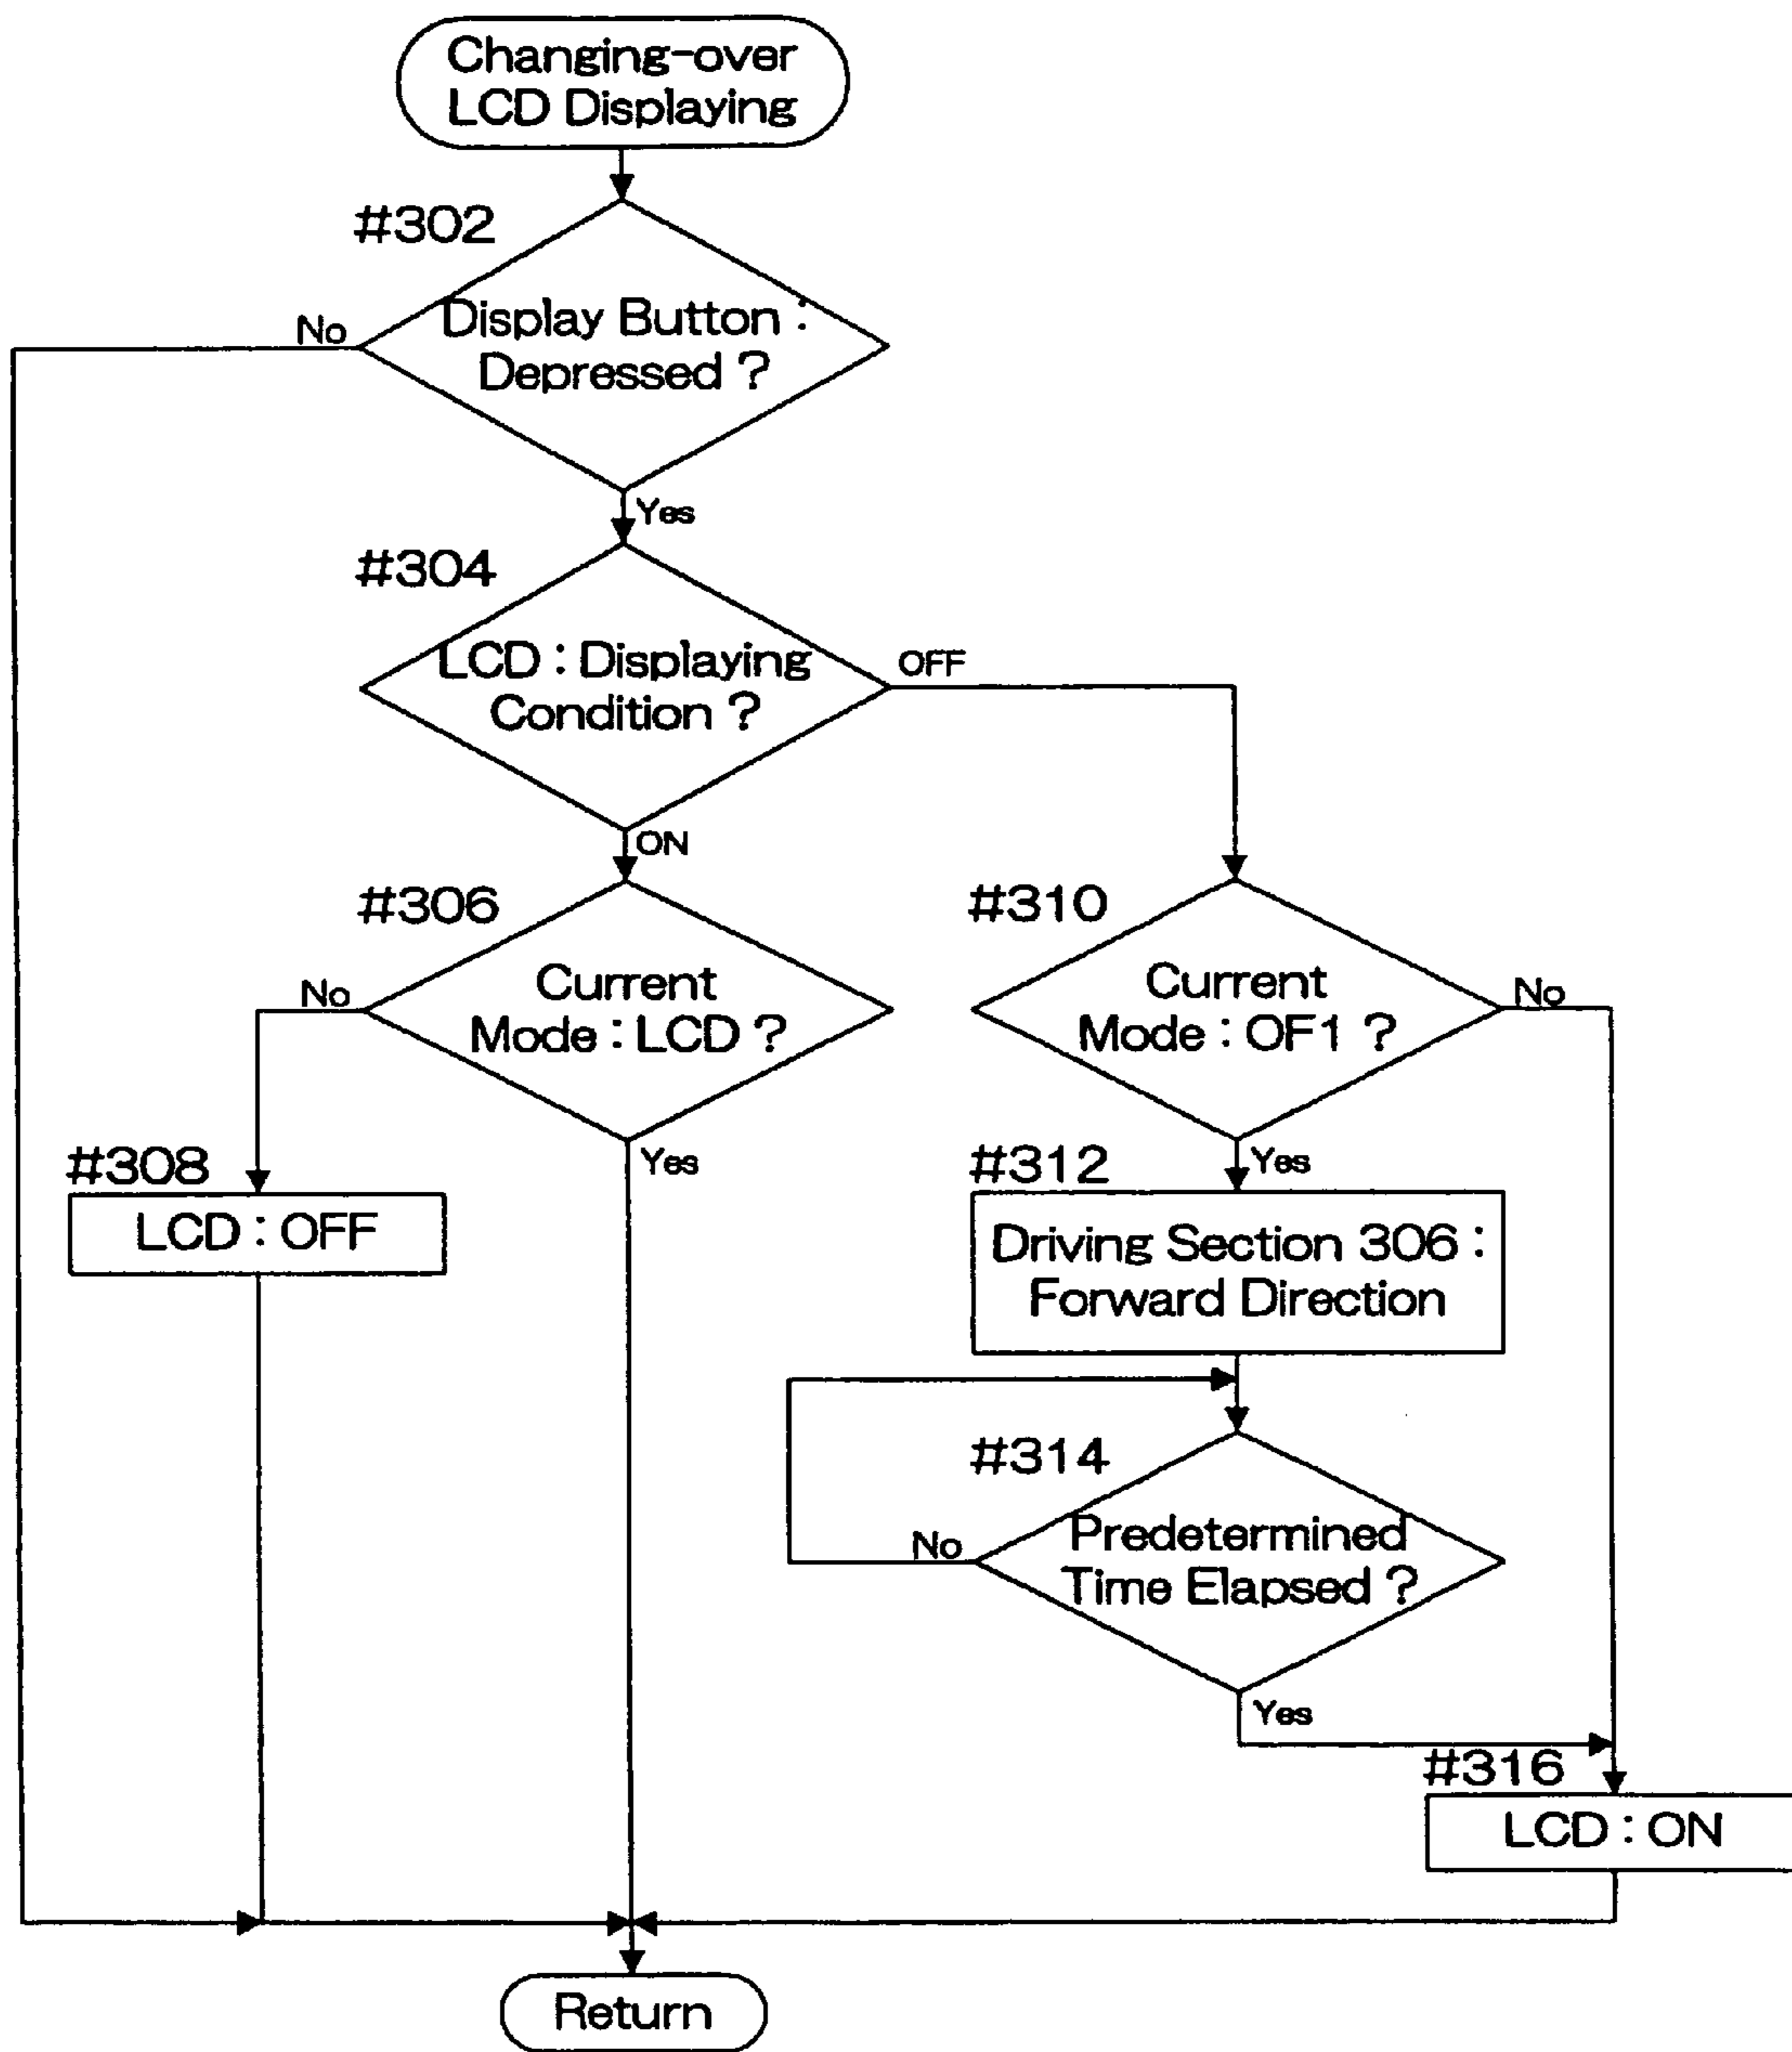 Changing-over
LCD Displaying
#302
Display Button :
Depressed ?
No
Yes
#304
LCD : Displaying
Condition ?
OFF
ON
#306
Current
Mode : LCD ?
No
Yes
#308
LCD : OFF
#310
Current
Mode : OF1 ?
No
Yes
#312
Driving Section 306 :
Forward Direction
#314
Predetermined
Time Elapsed ?
No
Yes
#316
LCD : ON
Return